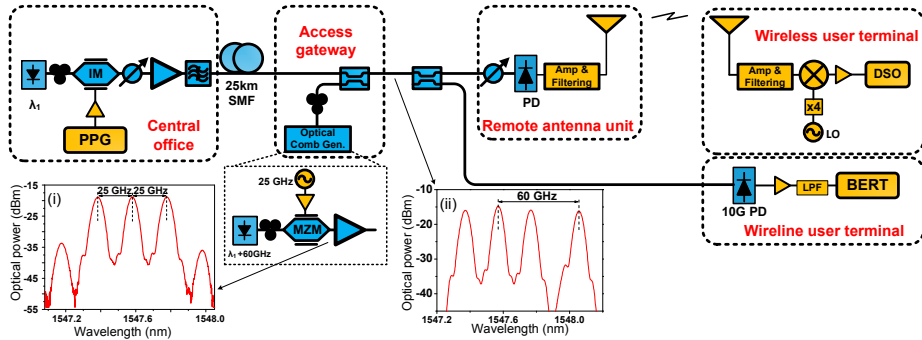 Central office
λ1
IM
PPG
25km
SMF
Access
gateway
Optical
Comb Gen.
25 GHz
MZM
λ1 +60GHz
Remote antenna unit
PD
Amp &
Filtering
Wireless user terminal
Amp &
Filtering
DSO
x4
LO
10G PD
LPF
BERT
Wireline user terminal
(i)
25 GHz 25 GHz
Optical power (dBm)
-15
-25
-35
-45
-55
1547.2 1547.6 1548.0
Wavelength (nm)
(ii)
60 GHz
Optical power (dBm)
-10
-20
-30
-40
1547.2 1547.6 1548.0
Wavelength (nm)